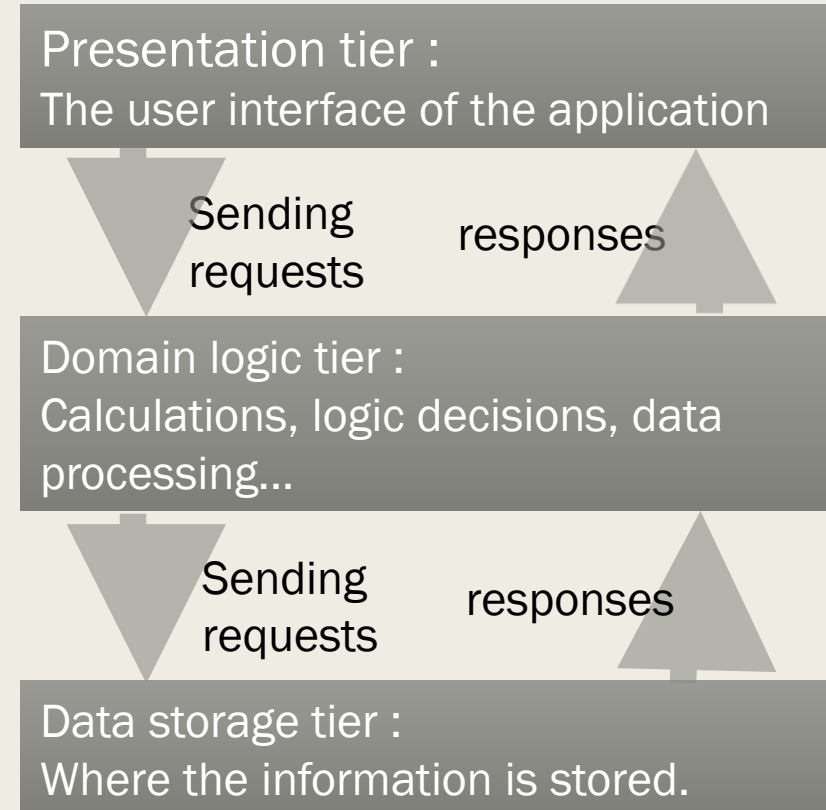 Presentation tier :
The user interface of the application
Sending
requests
responses
Domain logic tier :
Calculations, logic decisions, data
processing...
Sending
requests
responses
Data storage tier :
Where the information is stored.